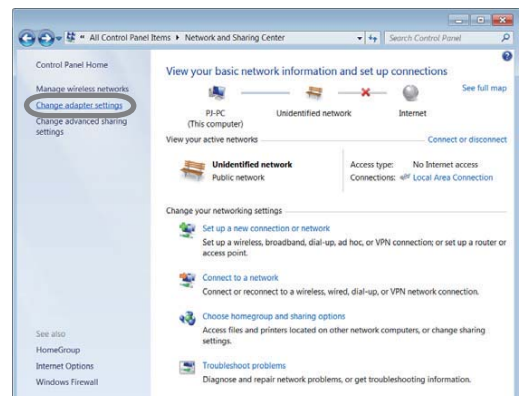 « All Control Panel Items ▸ Network and Sharing Center
Search Control Panel
Control Panel Home
Manage wireless networks
Change adapter settings
Change advanced sharing
settings
See also
HomeGroup
Internet Options
Windows Firewall
View your basic network information and set up connections
See full map
PJ-PC
(This computer)
Unidentified network
Internet
View your active networks
Connect or disconnect
Unidentified network
Public network
Access type: No Internet access
Connections: Local Area Connection
Change your networking settings
Set up a new connection or network
Set up a wireless, broadband, dial-up, ad hoc, or VPN connection; or set up a router or
access point.
Connect to a network
Connect or reconnect to a wireless, wired, dial-up, or VPN network connection.
Choose homegroup and sharing options
Access files and printers located on other network computers, or change sharing
settings.
Troubleshoot problems
Diagnose and repair network problems, or get troubleshooting information.